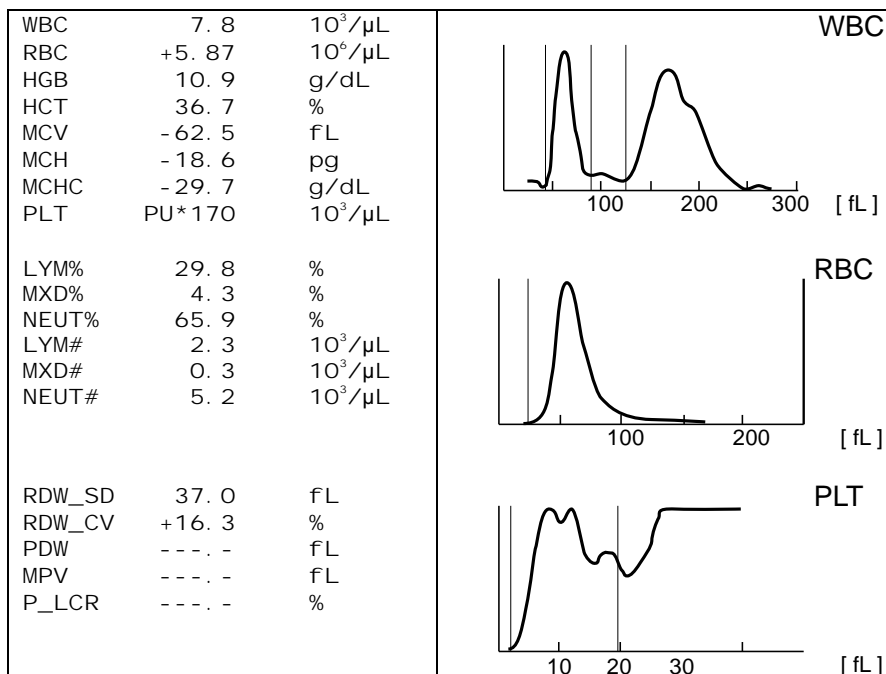 WBC 7.8 10³/µL
RBC +5.87 10⁶/µL
HGB 10.9 g/dL
HCT 36.7 %
MCV -62.5 fL
MCH -18.6 pg
MCHC -29.7 g/dL
PLT PU*170 10³/µL
LYM% 29.8 %
MXD% 4.3 %
NEUT% 65.9 %
LYM# 2.3 10³/µL
MXD# 0.3 10³/µL
NEUT# 5.2 10³/µL
RDW_SD 37.0 fL
RDW_CV +16.3 %
PDW ---.- fL
MPV ---.- fL
P_LCR ---.- %
WBC
100 200 300 [fL]
RBC
100 200 [fL]
PLT
10 20 30 [fL]